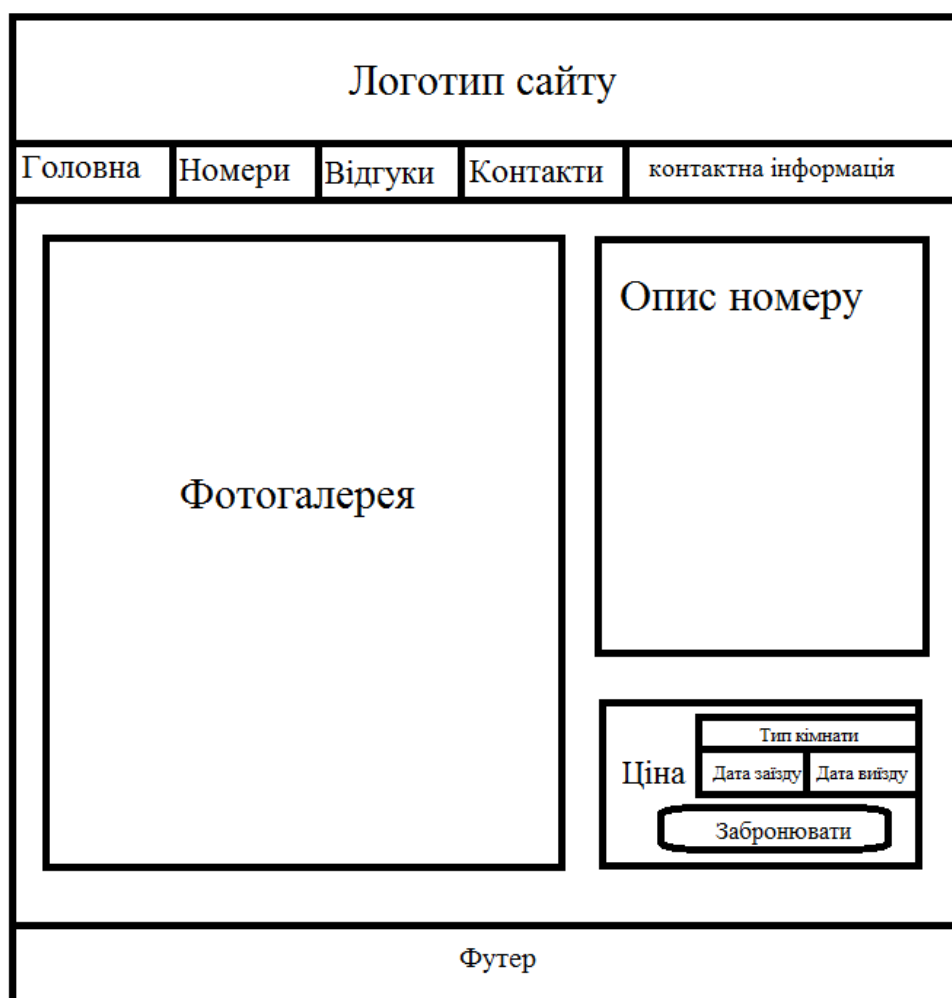 Логотип сайту
Головна
Номери
Відгуки
Контакти
контактна інформація
Фотогалерея
Опис номеру
Ціна
Тип кімнати
Дата заїзду
Дата виїзду
Забронювати
Футер